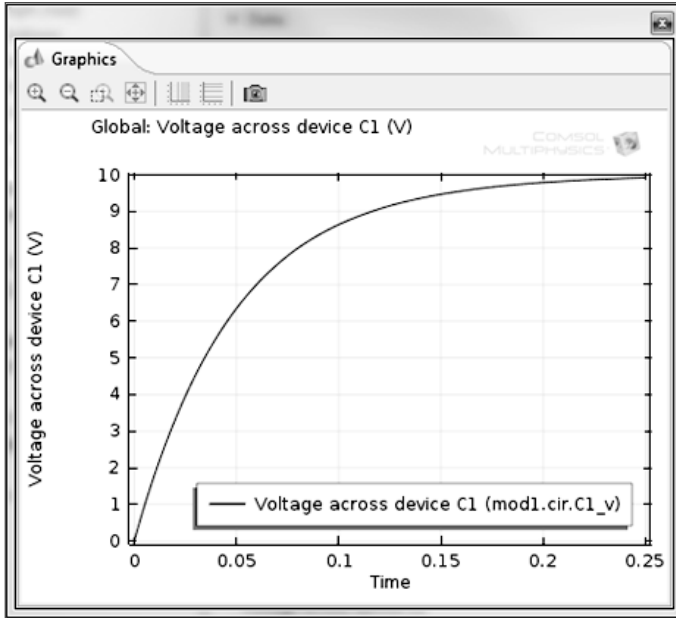 Graphics
Global: Voltage across device C1 (V)
COMSOL
MULTIPHYSICS
Voltage across device C1 (V)
10
9
8
7
6
5
4
3
2
1
0
Voltage across device C1 (mod1.cir.C1_v)
0
0.05
0.1
0.15
0.2
0.25
Time